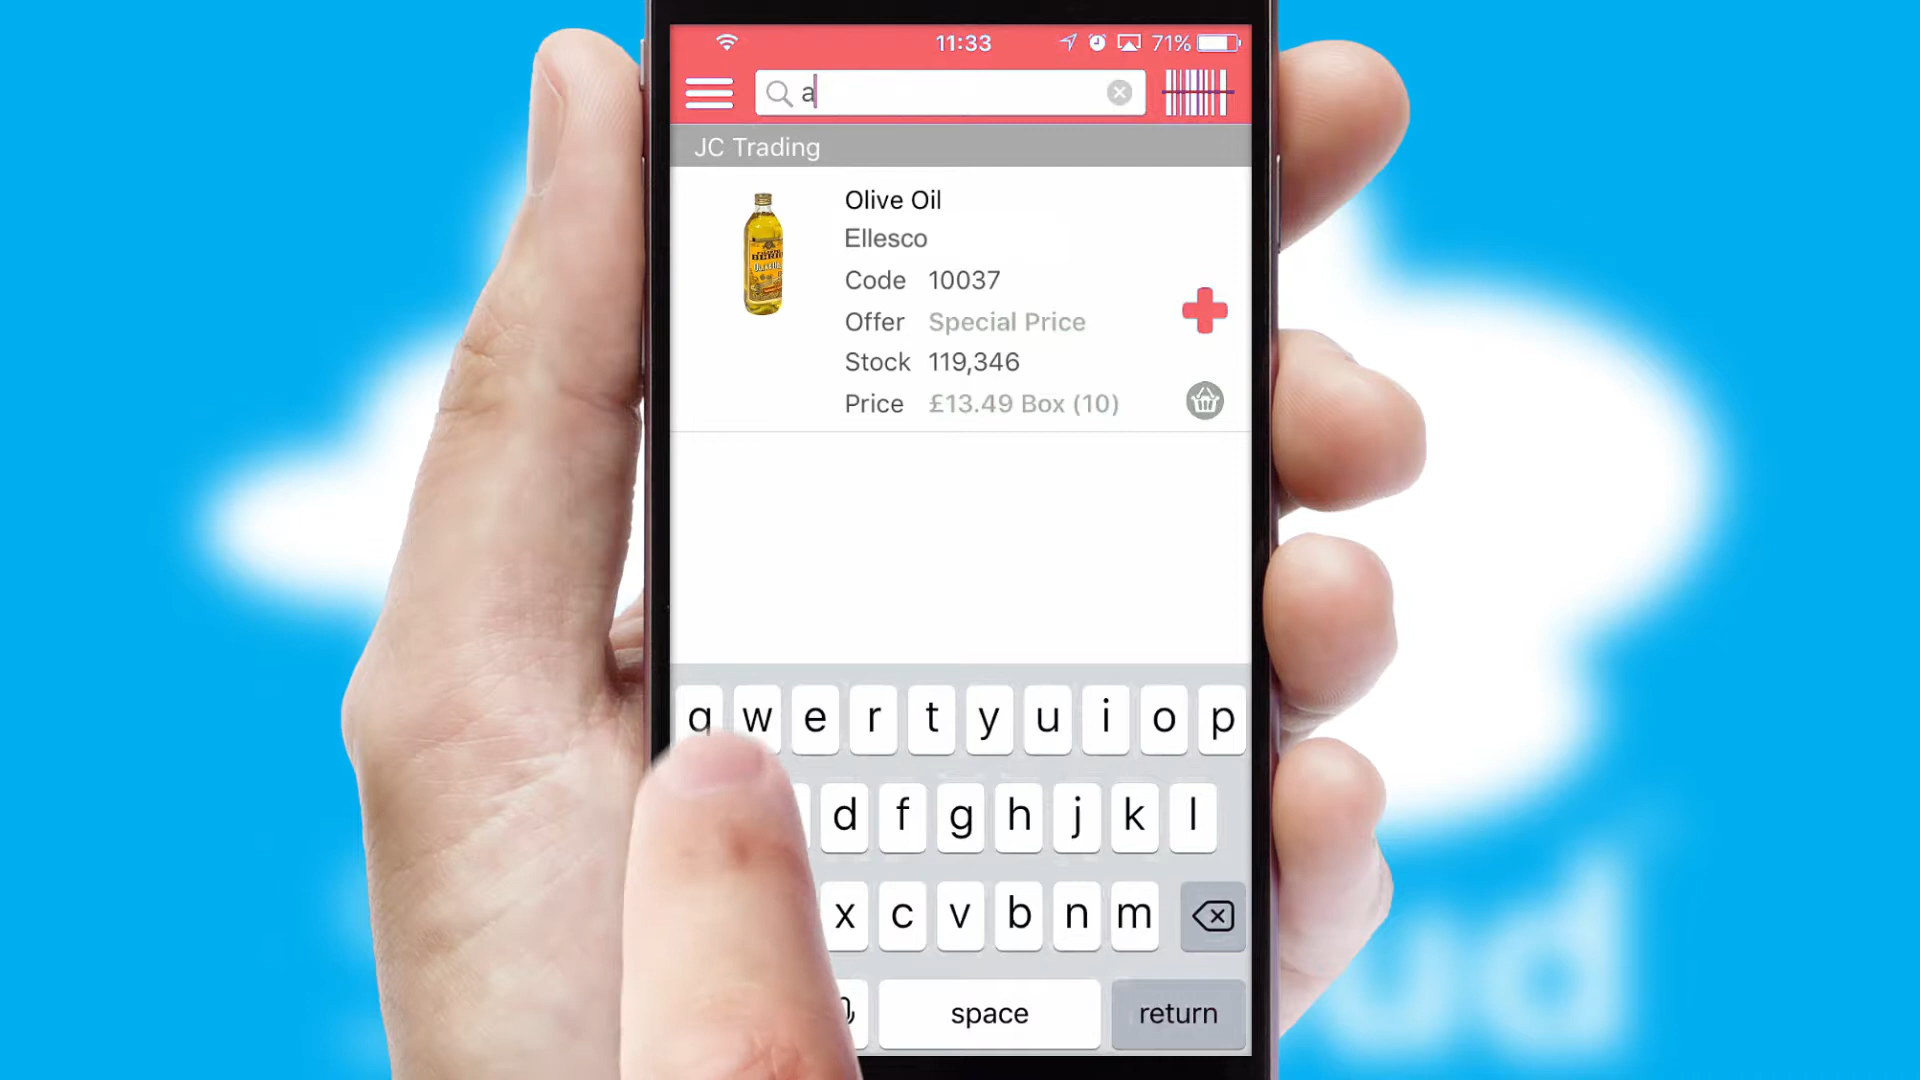 11:33 71%
a
JC Trading
Olive Oil
Ellesco
Code 10037
Offer Special Price
Stock 119,346
Price £13.49 Box (10)
q w e r t y u i o p
d f g h j k l
x c v b n m
space return
ud